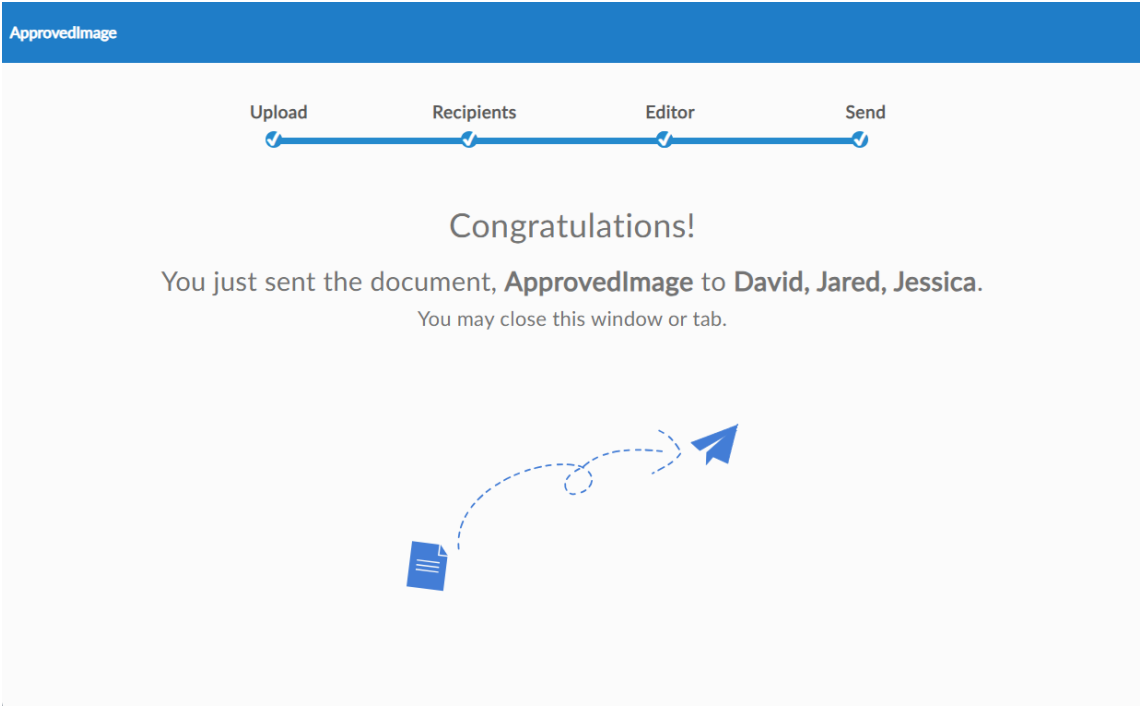 ApprovedImage
Upload Recipients Editor Send
Congratulations!
You just sent the document, ApprovedImage to David, Jared, Jessica.
You may close this window or tab.